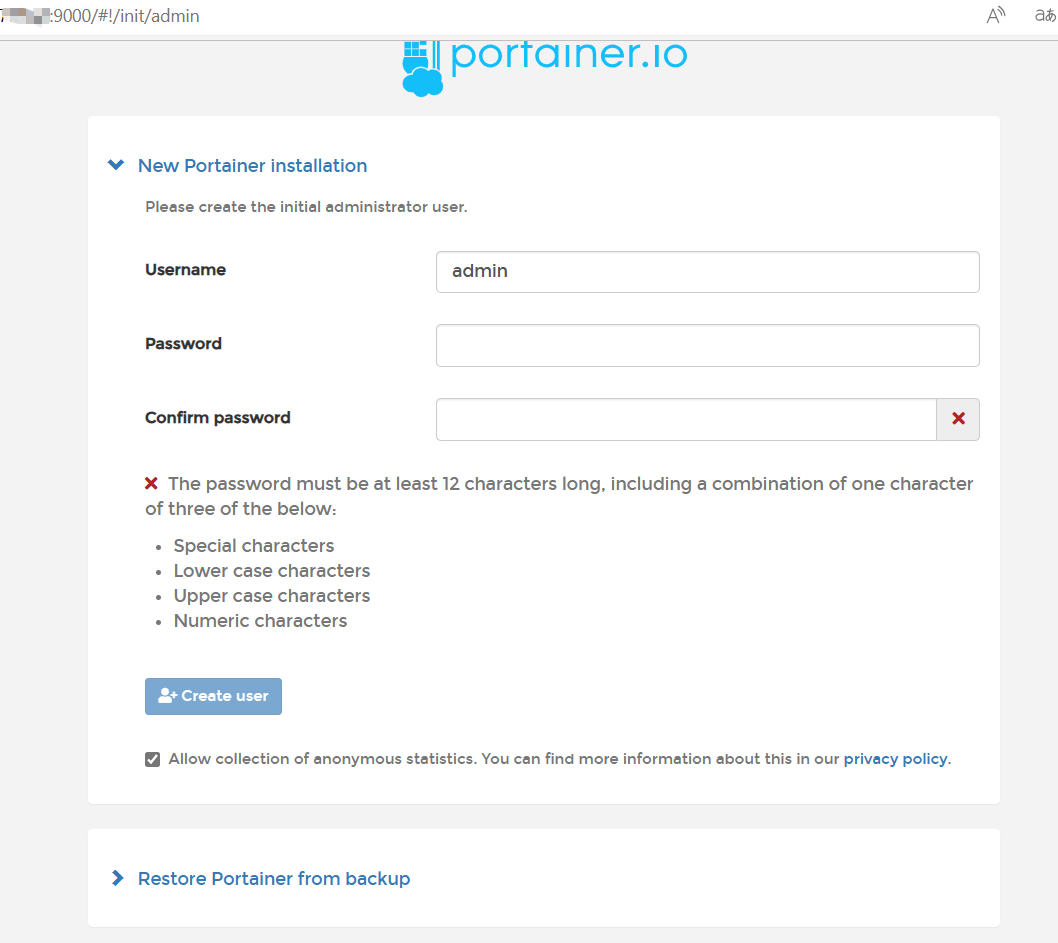 :9000/#!/init/admin
portainer.io
New Portainer installation
Please create the initial administrator user.
Username
admin
Password
Confirm password
The password must be at least 12 characters long, including a combination of one character
of three of the below:
Special characters
Lower case characters
Upper case characters
Numeric characters
Create user
Allow collection of anonymous statistics. You can find more information about this in our privacy policy.
Restore Portainer from backup